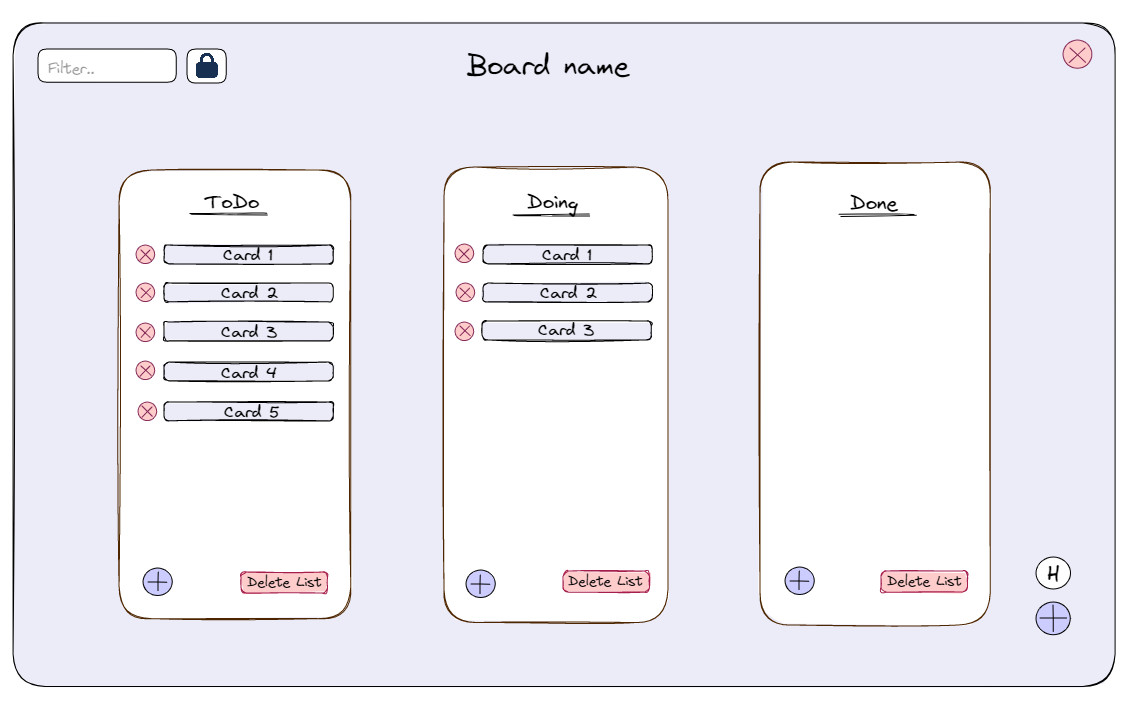 Filter..
Board name
ToDo
Card 1
Card 2
Card 3
Card 4
Card 5
Delete List
Doing
Card 1
Card 2
Card 3
Delete List
Done
Delete List
H